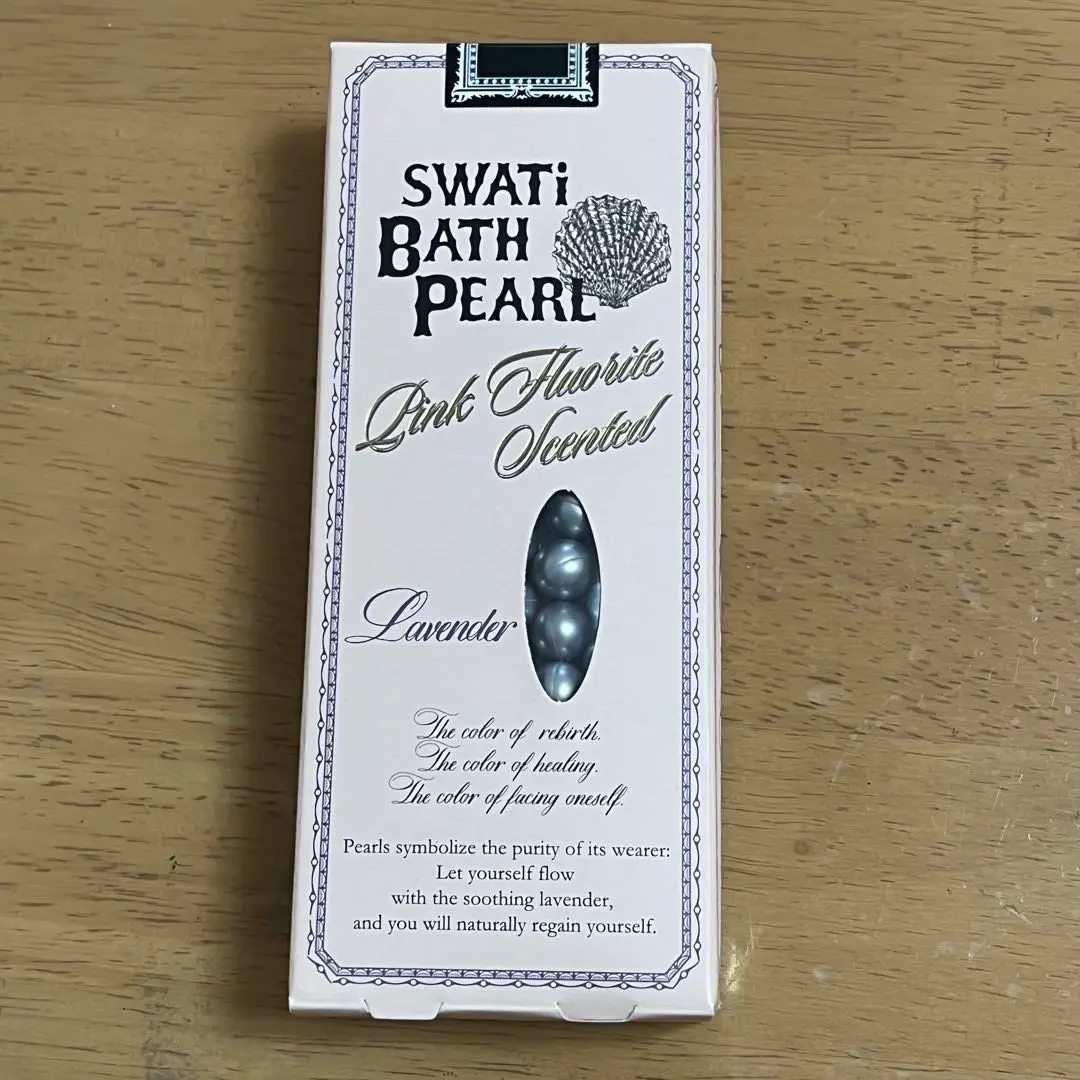 SWATi
BATH
PEARL
Pink Fluorite
Scented
Lavender
The color of rebirth.
The color of healing.
The color of facing oneself.
Pearls symbolize the purity of its wearer:
Let yourself flow
with the soothing lavender,
and you will naturally regain yourself.